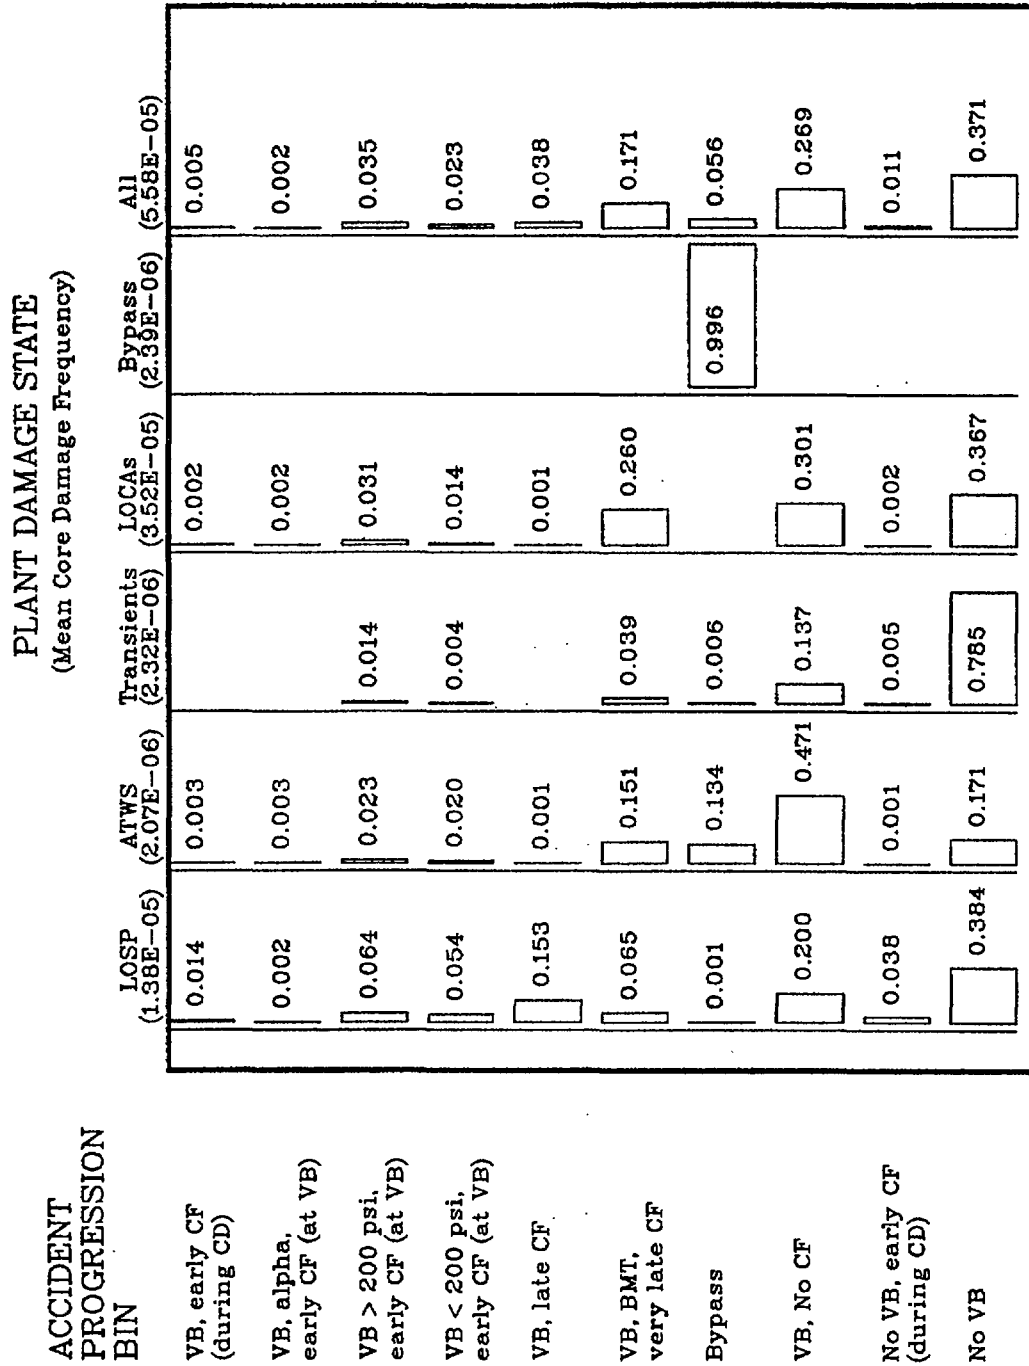 PLANT DAMAGE STATE
(Mean Core Damage Frequency)
ACCIDENT
PROGRESSION
BIN
LOSP
(1.38E-05)
ATWS
(2.07E-06)
Transients
(2.32E-06)
LOCAs
(3.52E-05)
Bypass
(2.39E-06)
All
(5.58E-05)
VB, early CF
(during CD)
0.014 0.003 0.002 0.005
VB, alpha,
early CF (at VB)
0.002 0.003 0.002 0.002
VB > 200 psi,
early CF (at VB)
0.064 0.023 0.014 0.031 0.035
VB < 200 psi,
early CF (at VB)
0.054 0.020 0.004 0.014 0.023
VB, late CF
0.153 0.001 0.001 0.038
VB, BMT,
very late CF
0.065 0.151 0.039 0.260 0.171
Bypass
0.001 0.134 0.006 0.996 0.056
VB, No CF
0.200 0.471 0.137 0.301 0.269
No VB, early CF
(during CD)
0.038 0.001 0.005 0.002 0.011
No VB
0.384 0.171 0.785 0.367 0.371